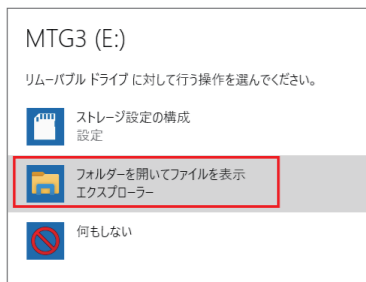 MTG3 (E:)
リムーバブル ドライブ に対して行う操作を選んでください。
ストレージ設定の構成
設定
フォルダーを開いてファイルを表示
エクスプローラー
何もしない